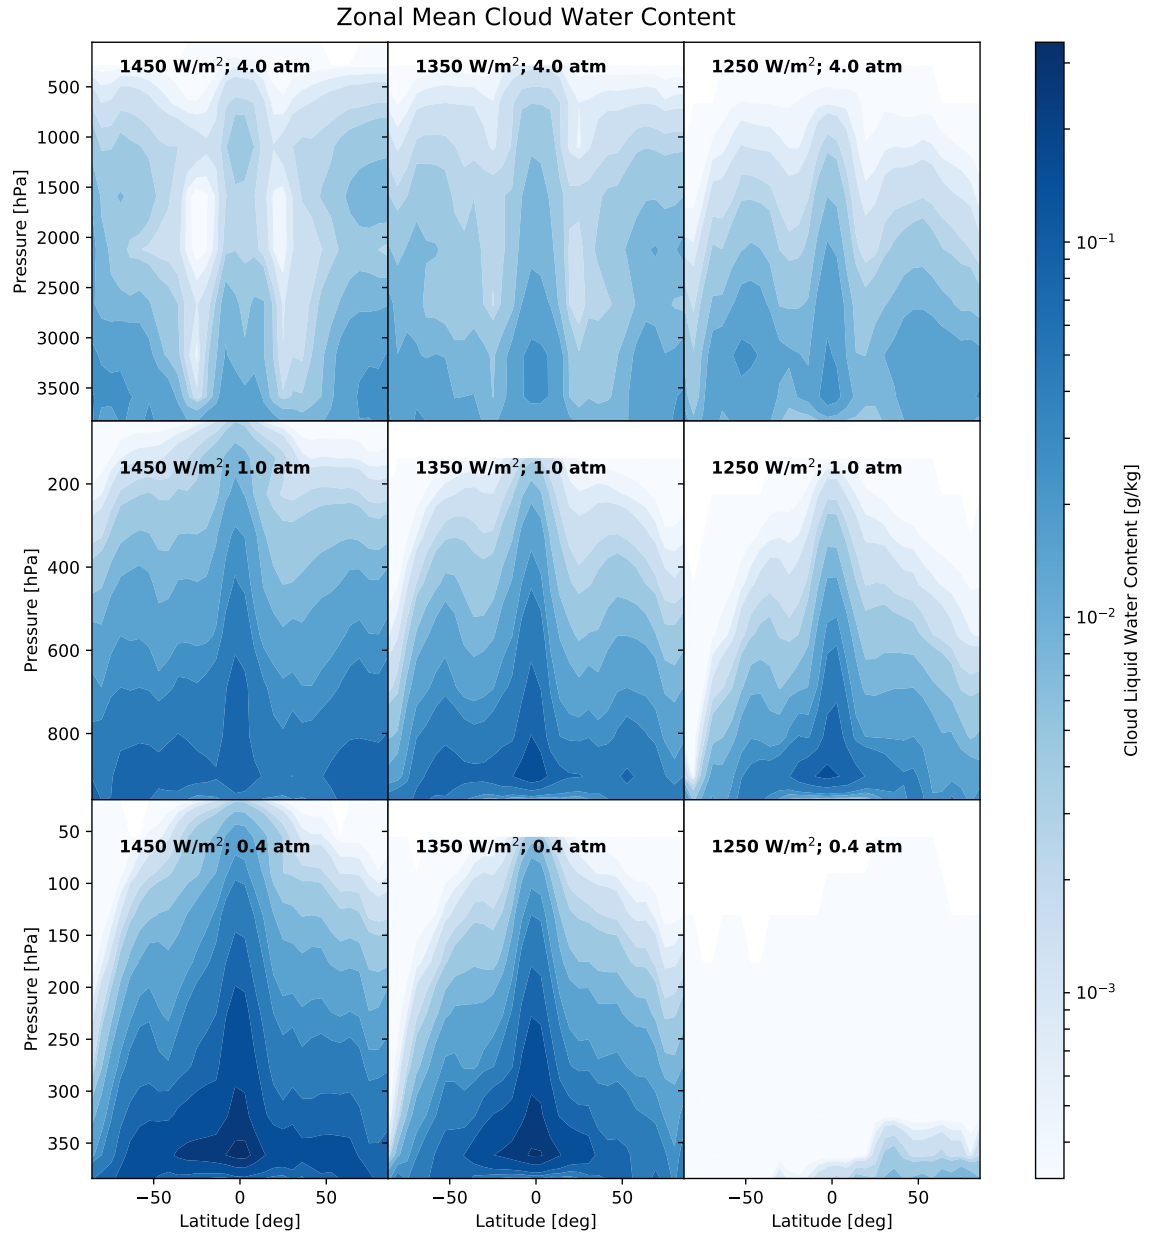 Zonal Mean Cloud Water Content
1450 W/m²; 4.0 atm
1350 W/m²; 4.0 atm
1250 W/m²; 4.0 atm
500
1000
1500
2000
2500
3000
3500
Pressure [hPa]
1450 W/m²; 1.0 atm
1350 W/m²; 1.0 atm
1250 W/m²; 1.0 atm
200
400
600
800
Pressure [hPa]
1450 W/m²; 0.4 atm
1350 W/m²; 0.4 atm
1250 W/m²; 0.4 atm
50
100
150
200
250
300
350
Pressure [hPa]
−50 0 50
−50 0 50
−50 0 50
Latitude [deg]
Latitude [deg]
Latitude [deg]
10⁻¹
10⁻²
10⁻³
Cloud Liquid Water Content [g/kg]